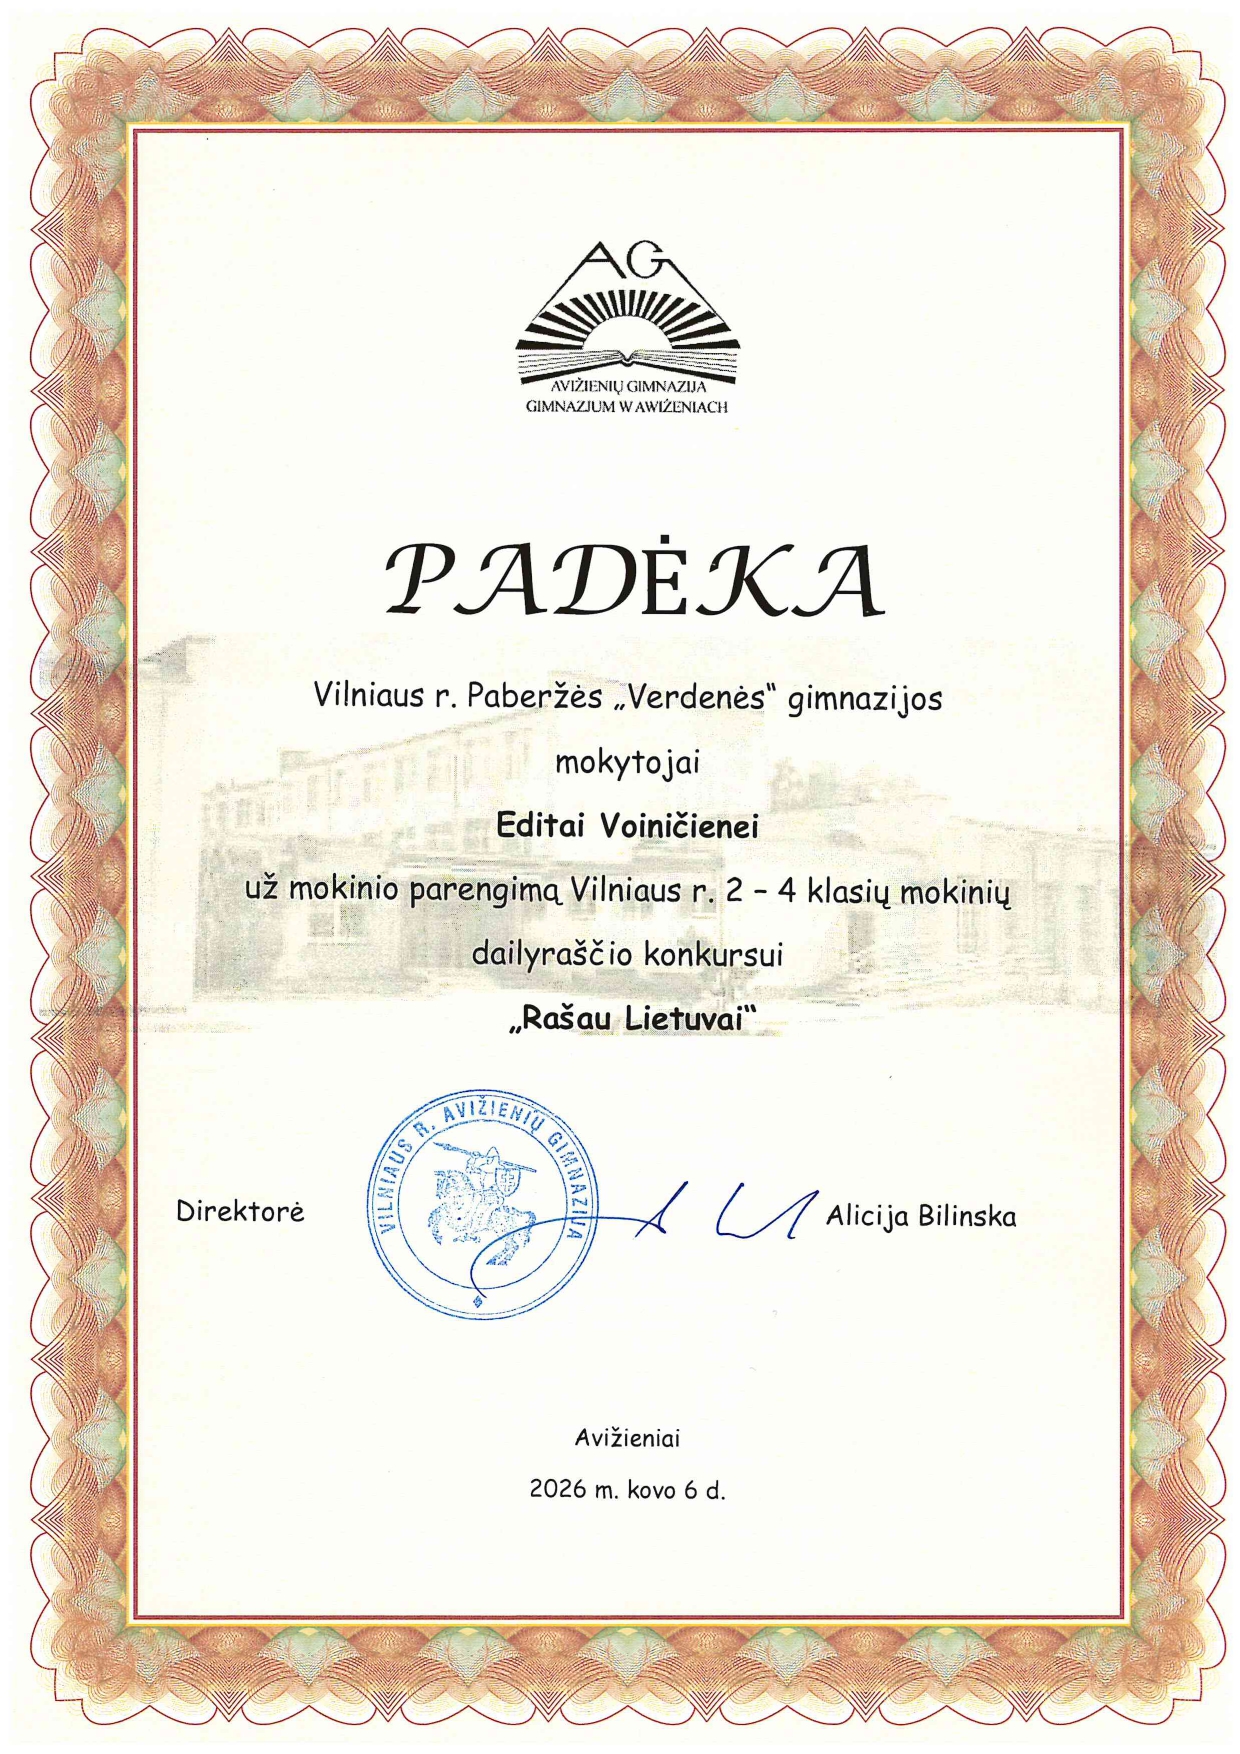 AG
AVIŽIENIŲ GIMNAZIJA
GIMNAZJUM W AWIŻENIACH
PADĖKA
Vilniaus r. Paberžės „Verdenės“ gimnazijos
mokytojai
Editai Voiničienei
už mokinio parengimą Vilniaus r. 2 – 4 klasių mokinių
dailyraščio konkursui
„Rašau Lietuvai“
VILNIAUS R. AVIŽIENIŲ GIMNAZIJA
Direktorė
Alicija Bilinska
Avižieniai
2026 m. kovo 6 d.